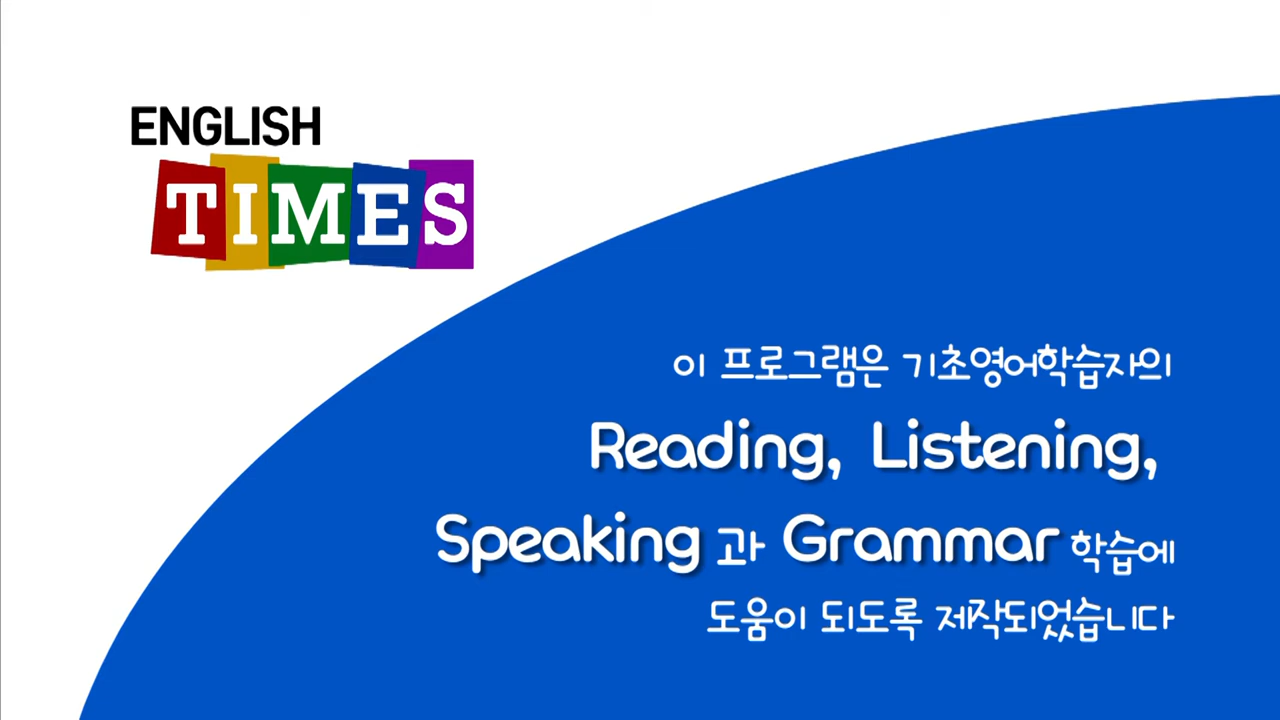 ENGLISH
TIMES
이 프로그램은 기초영어학습자의
Reading, Listening,
Speaking 과 Grammar 학습에
도움이 되도록 제작되었습니다